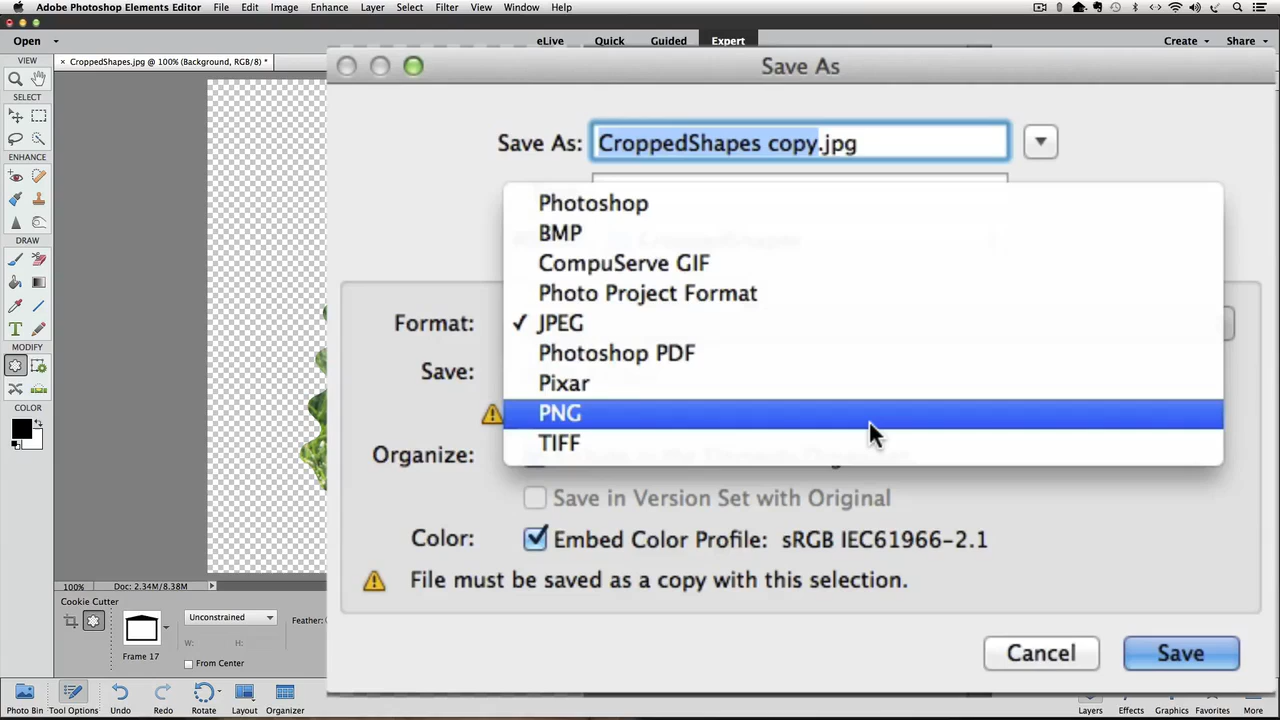 Adobe Photoshop Elements Editor File Edit Image Enhance Layer Select Filter View Window Help
Open eLive Quick Guided Expert Create Share
VIEW
× CroppedShapes.jpg @ 100% (Background, RGB/8) *
Save As
SELECT
Save As: CroppedShapes copy.jpg
ENHANCE
Photoshop
BMP
DRAW
CompuServe GIF
Photo Project Format
Format: ✓ JPEG
MODIFY
Photoshop PDF
Save:
Pixar
COLOR
PNG
TIFF
Organize:
Save in Version Set with Original
Color: Embed Color Profile: sRGB IEC61966-2.1
File must be saved as a copy with this selection.
100% Doc: 2.34M/8.38M
Cookie Cutter
Unconstrained Feather:
W: H:
Frame 17 From Center
Cancel Save
Photo Bin Tool Options Undo Redo Rotate Layout Organizer Layers Effects Graphics Favorites More